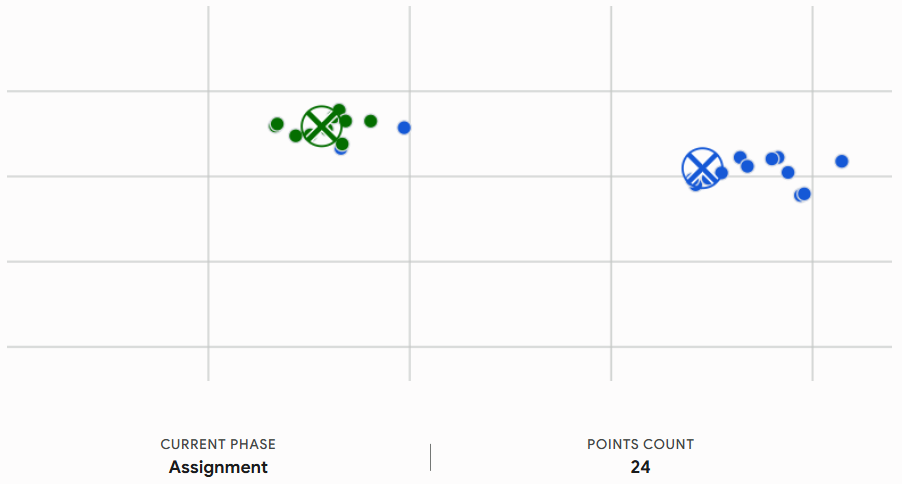 CURRENT PHASE
Assignment
POINTS COUNT
24